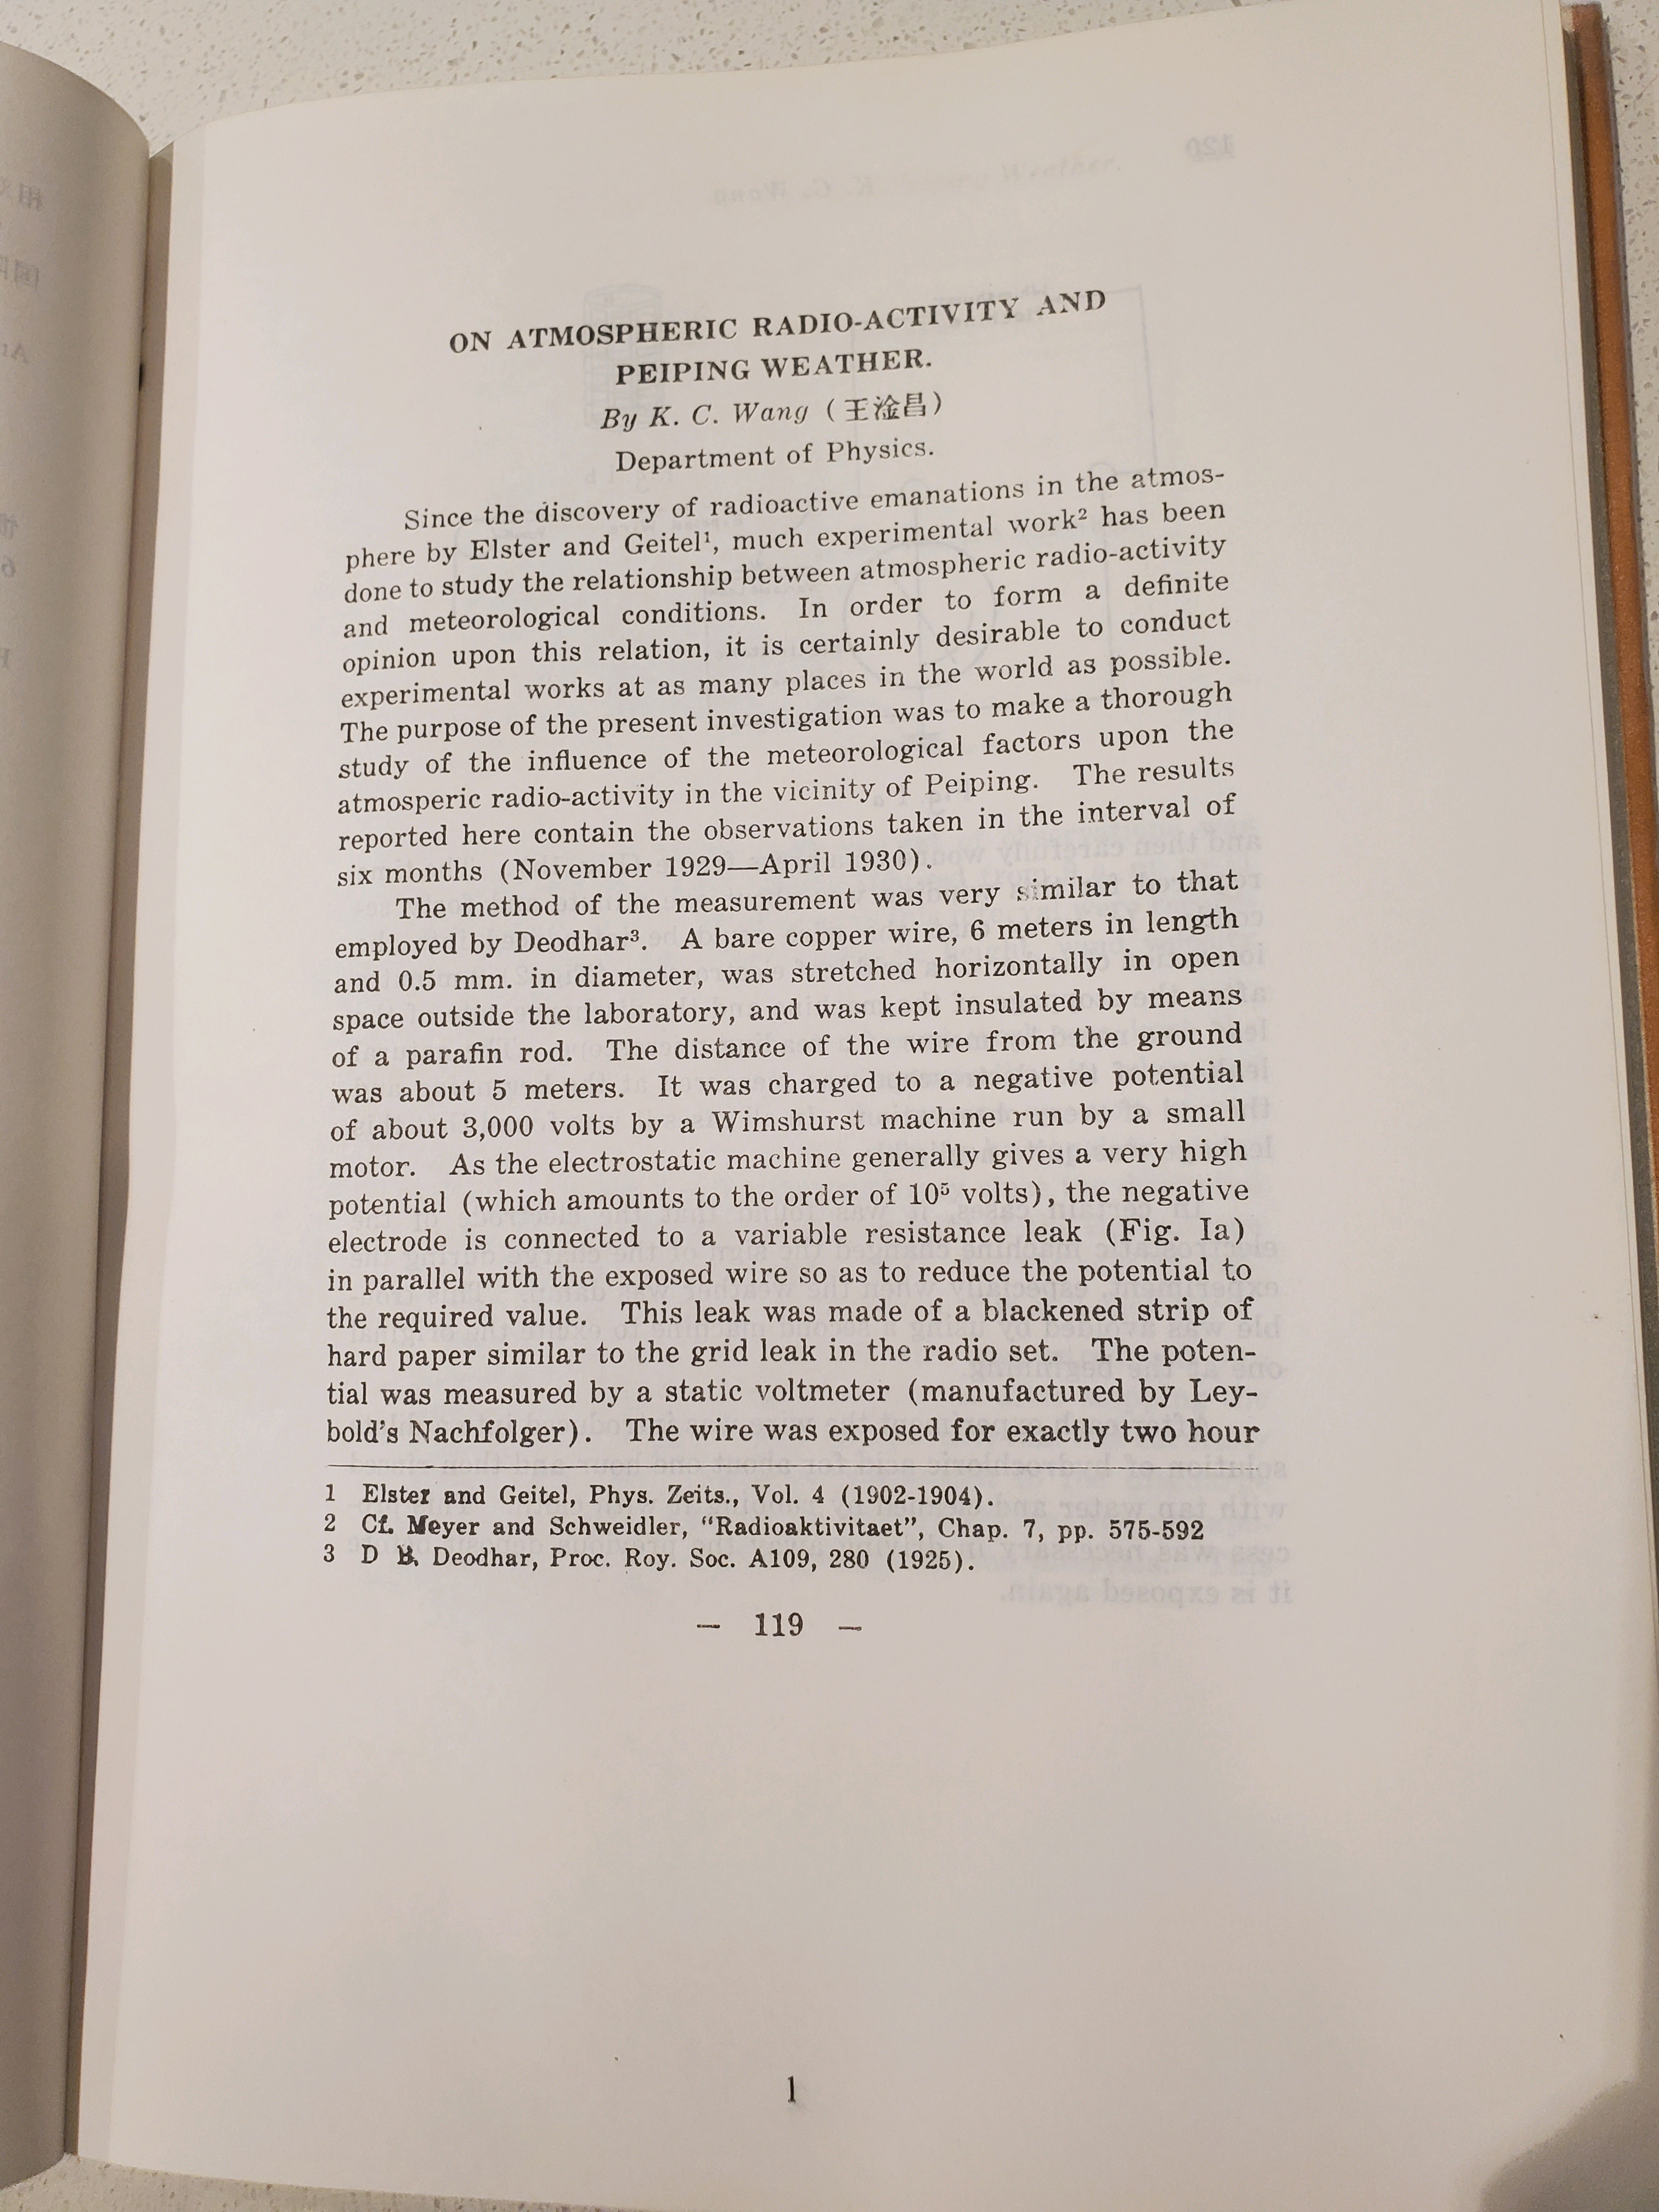 ON ATMOSPHERIC RADIO-ACTIVITY AND
PEIPING WEATHER.
By K. C. Wang (王淦昌)
Department of Physics.
Since the discovery of radioactive emanations in the atmos-
phere by Elster and Geitel¹, much experimental work² has been
done to study the relationship between atmospheric radio-activity
and meteorological conditions. In order to form a definite
opinion upon this relation, it is certainly desirable to conduct
experimental works at as many places in the world as possible.
The purpose of the present investigation was to make a thorough
study of the influence of the meteorological factors upon the
atmosperic radio-activity in the vicinity of Peiping. The results
reported here contain the observations taken in the interval of
six months (November 1929—April 1930).
The method of the measurement was very similar to that
employed by Deodhar³. A bare copper wire, 6 meters in length
and 0.5 mm. in diameter, was stretched horizontally in open
space outside the laboratory, and was kept insulated by means
of a parafin rod. The distance of the wire from the ground
was about 5 meters. It was charged to a negative potential
of about 3,000 volts by a Wimshurst machine run by a small
motor. As the electrostatic machine generally gives a very high
potential (which amounts to the order of 10⁵ volts), the negative
electrode is connected to a variable resistance leak (Fig. Ia)
in parallel with the exposed wire so as to reduce the potential to
the required value. This leak was made of a blackened strip of
hard paper similar to the grid leak in the radio set. The poten-
tial was measured by a static voltmeter (manufactured by Ley-
bold's Nachfolger). The wire was exposed for exactly two hour
1 Elster and Geitel, Phys. Zeits., Vol. 4 (1902-1904).
2 Cf. Meyer and Schweidler, "Radioaktivitaet", Chap. 7, pp. 575-592
3 D B. Deodhar, Proc. Roy. Soc. A109, 280 (1925).
— 119 —
1